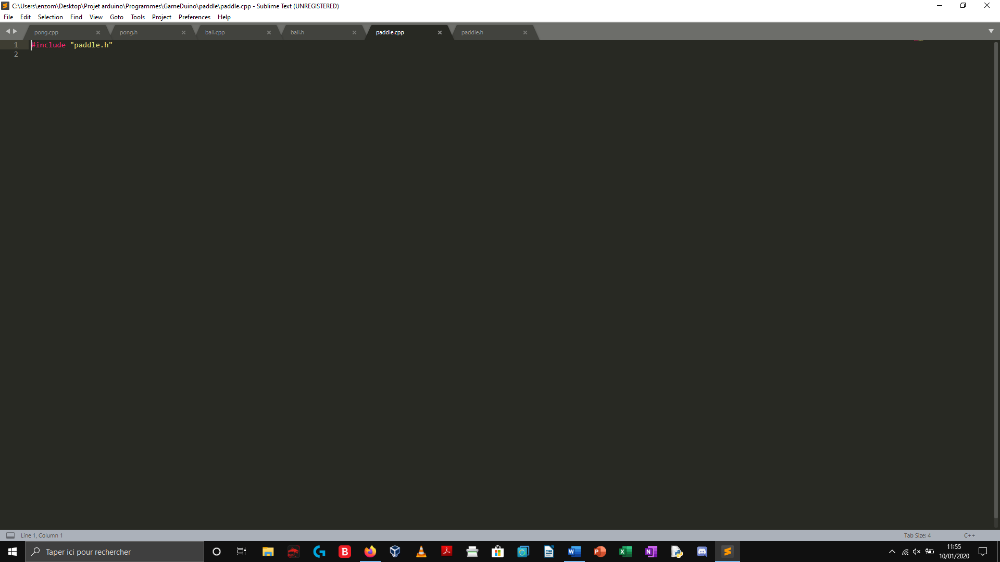 C:\Users\enzom\Desktop\Projet arduino\Programmes\GameDuino\paddle\paddle.cpp - Sublime Text (UNREGISTERED)
File Edit Selection Find View Goto Tools Project Preferences Help
pong.cpp pong.h ball.cpp ball.h paddle.cpp paddle.h
1 #include "paddle.h"
2
Line 1, Column 1 Tab Size: 4 C++
Taper ici pour rechercher
11:55
10/01/2020